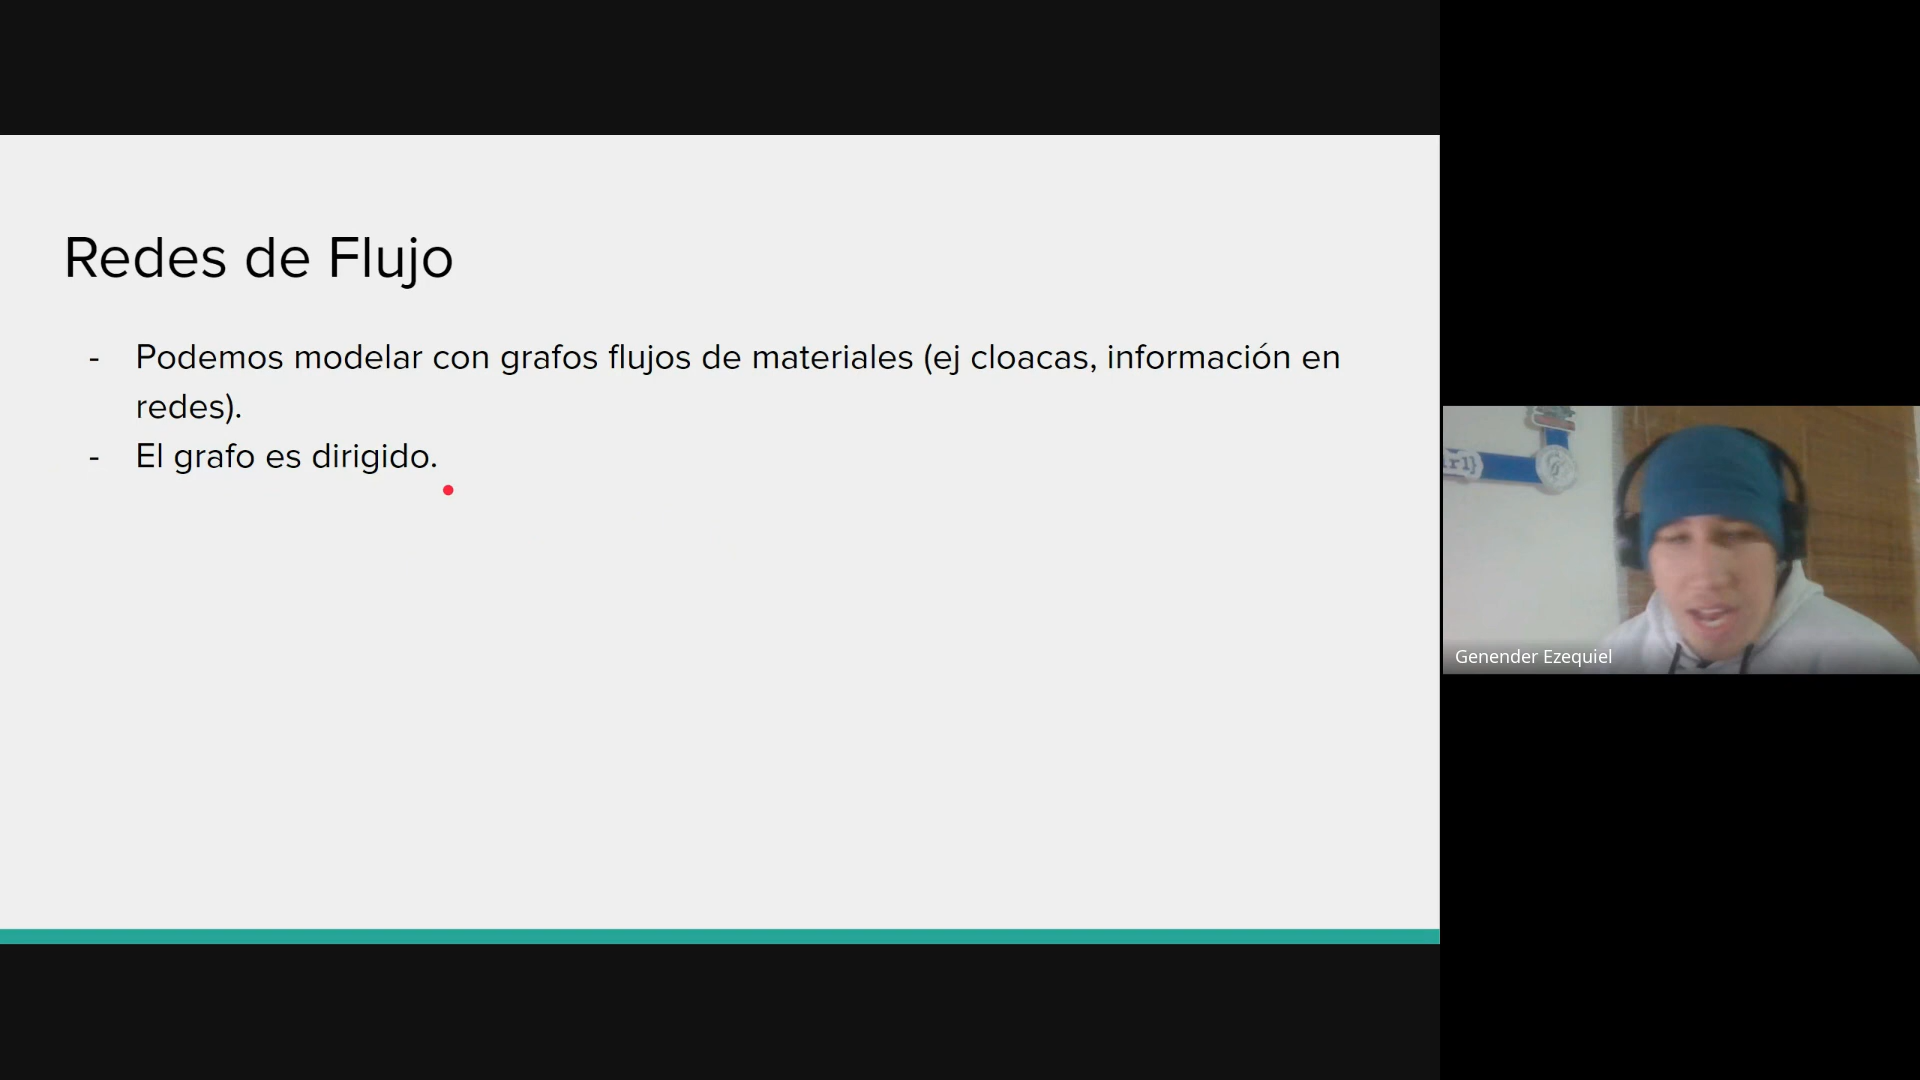 Redes de Flujo
- Podemos modelar con grafos flujos de materiales (ej cloacas, información en
redes).
- El grafo es dirigido.
Genender Ezequiel